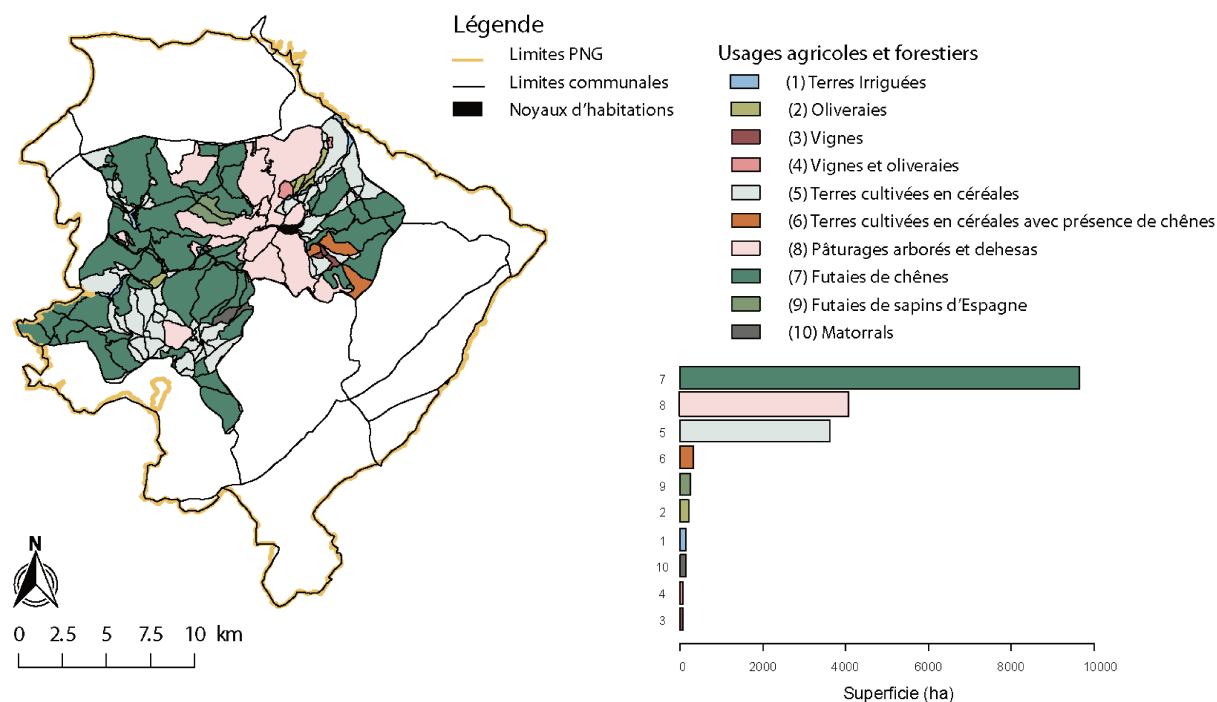 Légende
Limites PNG
Limites communales
Noyaux d'habitations
Usages agricoles et forestiers
(1) Terres Irriguées
(2) Oliveraies
(3) Vignes
(4) Vignes et oliveraies
(5) Terres cultivées en céréales
(6) Terres cultivées en céréales avec présence de chênes
(8) Pâturages arborés et dehesas
(7) Futaies de chênes
(9) Futaies de sapins d'Espagne
(10) Matorrals
7
8
5
6
9
2
1
10
4
3
0 2000 4000 6000 8000 10000
Superficie (ha)
N
0 2.5 5 7.5 10 km